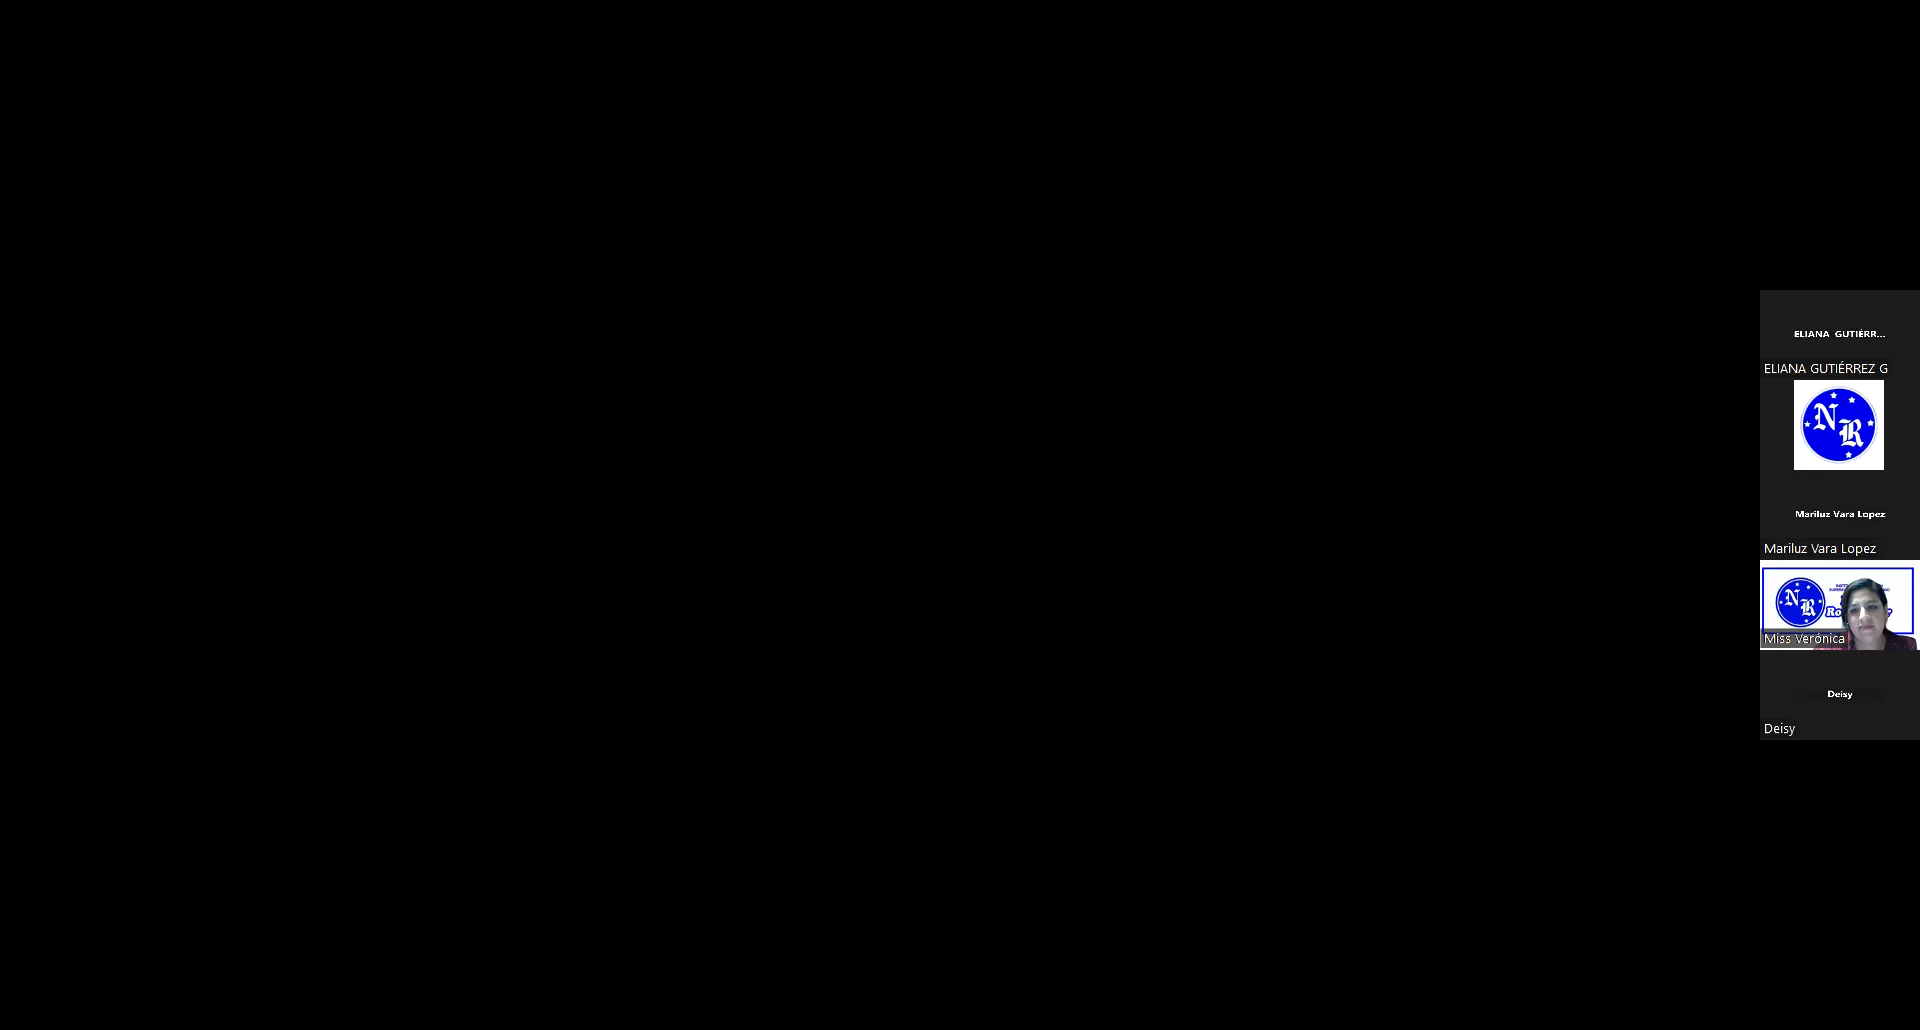 ELIANA GUTIÉRR...
ELIANA GUTIÉRREZ G
NR
Mariluz Vara Lopez
Mariluz Vara Lopez
NR
Miss Verónica
Deisy
Deisy